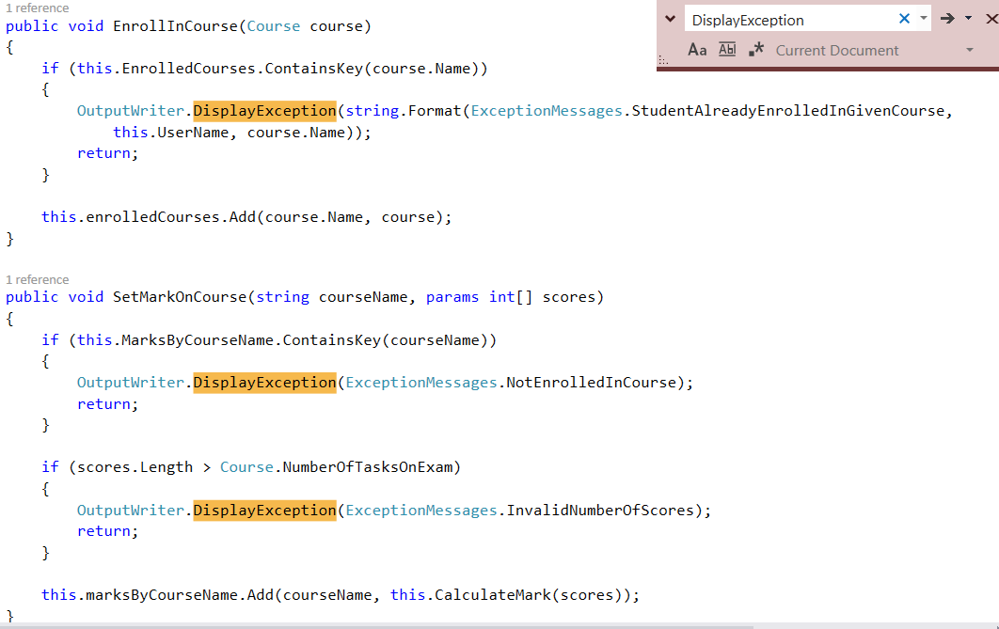 1 reference
public void EnrollInCourse(Course course)
{
if (this.EnrolledCourses.ContainsKey(course.Name))
{
OutputWriter.DisplayException(string.Format(ExceptionMessages.StudentAlreadyEnrolledInGivenCourse,
this.UserName, course.Name));
return;
}
this.enrolledCourses.Add(course.Name, course);
}
1 reference
public void SetMarkOnCourse(string courseName, params int[] scores)
{
if (this.MarksByCourseName.ContainsKey(courseName))
{
OutputWriter.DisplayException(ExceptionMessages.NotEnrolledInCourse);
return;
}
if (scores.Length > Course.NumberOfTasksOnExam)
{
OutputWriter.DisplayException(ExceptionMessages.InvalidNumberOfScores);
return;
}
this.marksByCourseName.Add(courseName, this.CalculateMark(scores));
}
DisplayException
Aa Abl .* Current Document